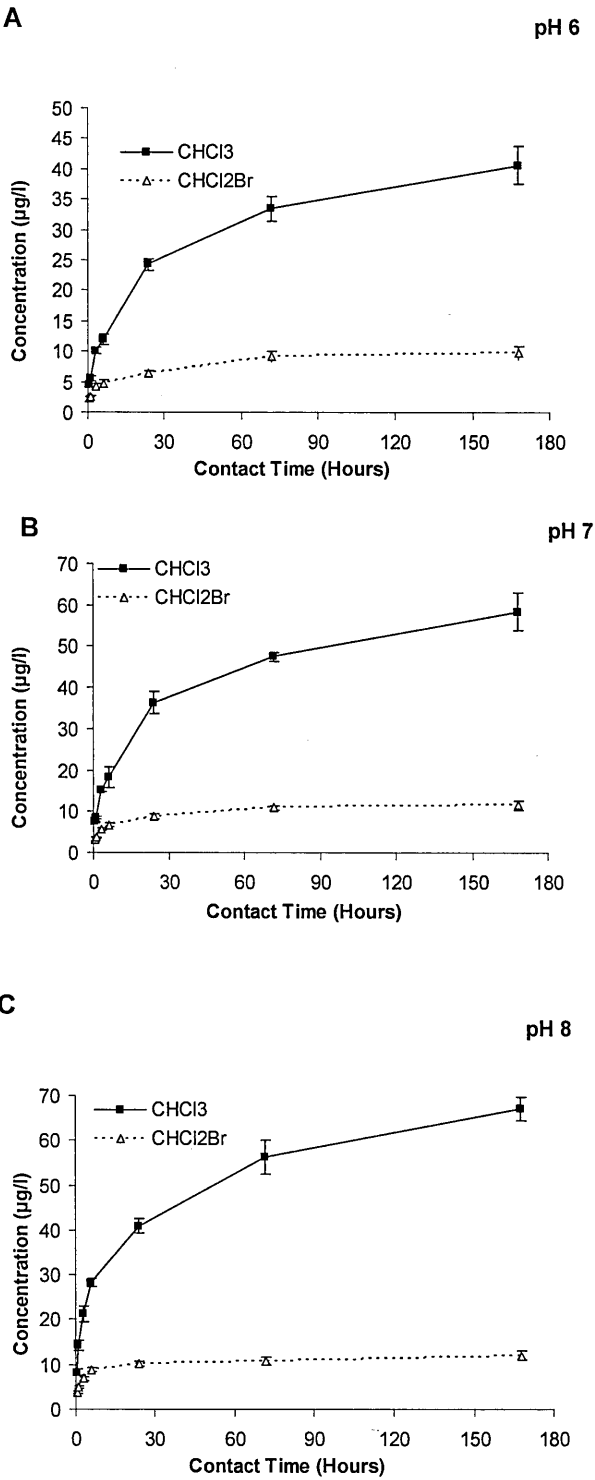 A
pH 6
50
45
40
35
30
25
20
15
10
5
0
CHCl3
CHCl2Br
Concentration (µg/l)
0 30 60 90 120 150 180
Contact Time (Hours)
B
pH 7
70
60
50
40
30
20
10
0
CHCl3
CHCl2Br
Concentration (µg/l)
0 30 60 90 120 150 180
Contact Time (Hours)
C
pH 8
70
60
50
40
30
20
10
0
CHCl3
CHCl2Br
Concentration (µg/l)
0 30 60 90 120 150 180
Contact Time (Hours)